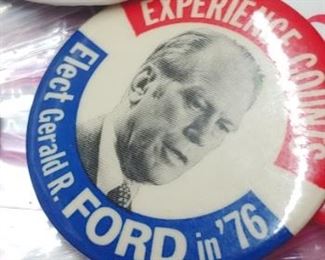 EXPERIENCE COUNTS
Elect Gerald R.
FORD in '76